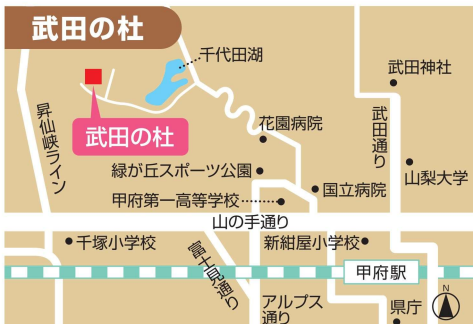 武田の杜
千代田湖
武田神社
武田の杜
昇仙峡ライン
花園病院
武田通り
緑が丘スポーツ公園
山梨大学
甲府第一高等学校
国立病院
山の手通り
千塚小学校
新紺屋小学校
富士見通り
甲府駅
アルプス
通り
県庁
N